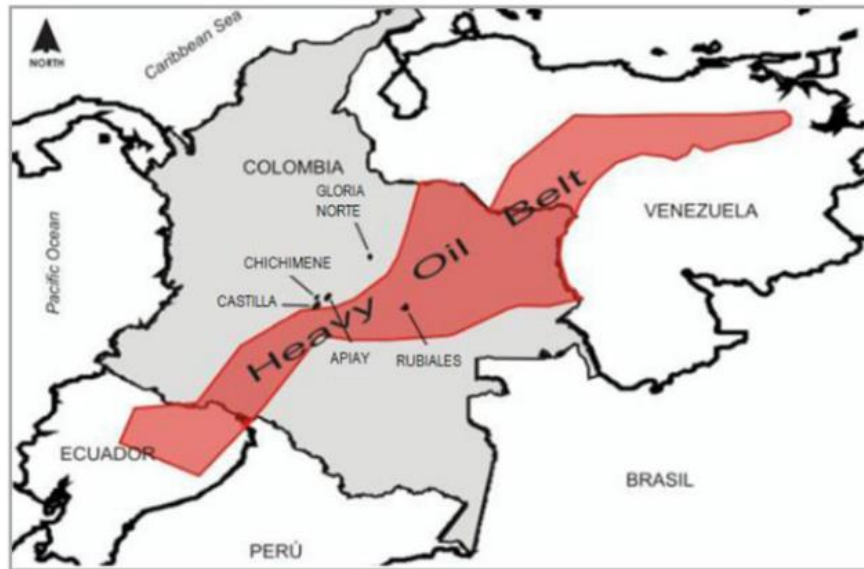 NORTH
Caribbean Sea
COLOMBIA
GLORIA
NORTE
Heavy Oil Belt
VENEZUELA
Pacific Ocean
CHICHIMENE
CASTILLA
APIAY
RUBIALES
ECUADOR
BRASIL
PERÚ